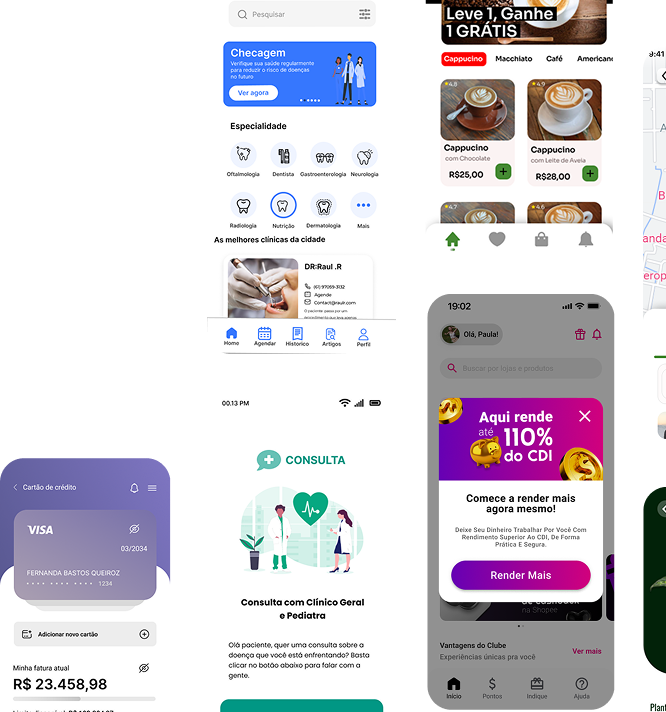 Pesquisar
Checagem
Verifique sua saúde regularmente
para reduzir o risco de doenças
no futuro
Ver agora
Especialidade
Oftalmologia
Dentista
Gastroenterologia
Neurologia
Radiologia
Nutrição
Dermatologia
Mais
As melhores clínicas da cidade
DR:Raul .R
(61) 97059-3132
Agende
Contact@raulr.com
O paciente passa por um
Home
Agendar
Historico
Artigos
Perfil
Leve 1, Ganhe
1 GRÁTIS
Cappucino
Macchiato
Café
Americano
4.8
4.9
Cappucino
com Chocolate
R$25,00
Cappucino
com Leite de Aveia
R$28,00
4.7
4.6
9:41
00.13 PM
CONSULTA
Consulta com Clínico Geral
e Pediatra
Olá paciente, quer uma consulta sobre a
doença que você está enfrentando? Basta
clicar no botão abaixo para falar com a
gente.
Cartão de crédito
VISA
03/2034
FERNANDA BASTOS QUEIROZ
1234
Adicionar novo cartão
Minha fatura atual
R$ 23.458,98
19:02
Olá, Paula!
Buscar por lojas e produtos
Aqui rende
até 110%
do CDI
Comece a render mais
agora mesmo!
Deixe Seu Dinheiro Trabalhar Por Você Com
Rendimento Superior Ao CDI, De Forma
Prática E Segura.
Render Mais
na Shopee
Vantagens do Clube
Experiências únicas pra você
Ver mais
Início
Pontos
Indique
Ajuda